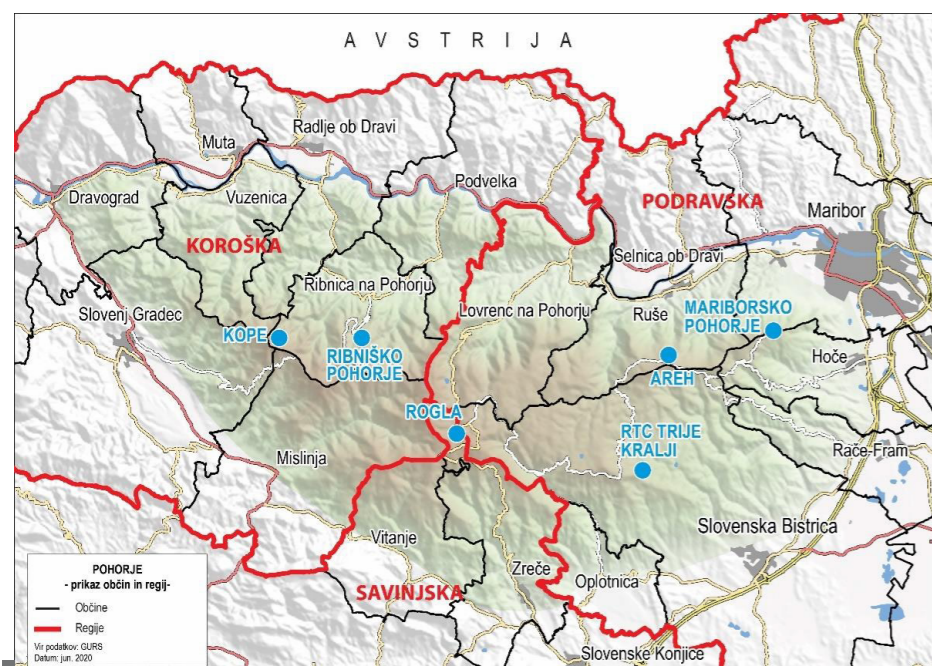 AVSTRIJA
Radlje ob Dravi
Muta
Podvelka
Dravograd
Vuzenica
PODRAVSKA
Maribor
KOROŠKA
Selnica ob Dravi
Ribnica na Pohorju
Lovrenc na Pohorju
Slovenj Gradec
Ruše
MARIBORSKO
POHORJE
KOPE
RIBNIŠKO
POHORJE
AREH
Hoče
ROGLA
RTC TRIJE
KRALJI
Rače-Fram
Mislinja
Slovenska Bistrica
Vitanje
Zreče
Oplotnica
SAVINJSKA
Slovenske Konjice
POHORJE
- prikaz občin in regij-
Občine
Regije
Vir podatkov: GURS
Datum: jun. 2020